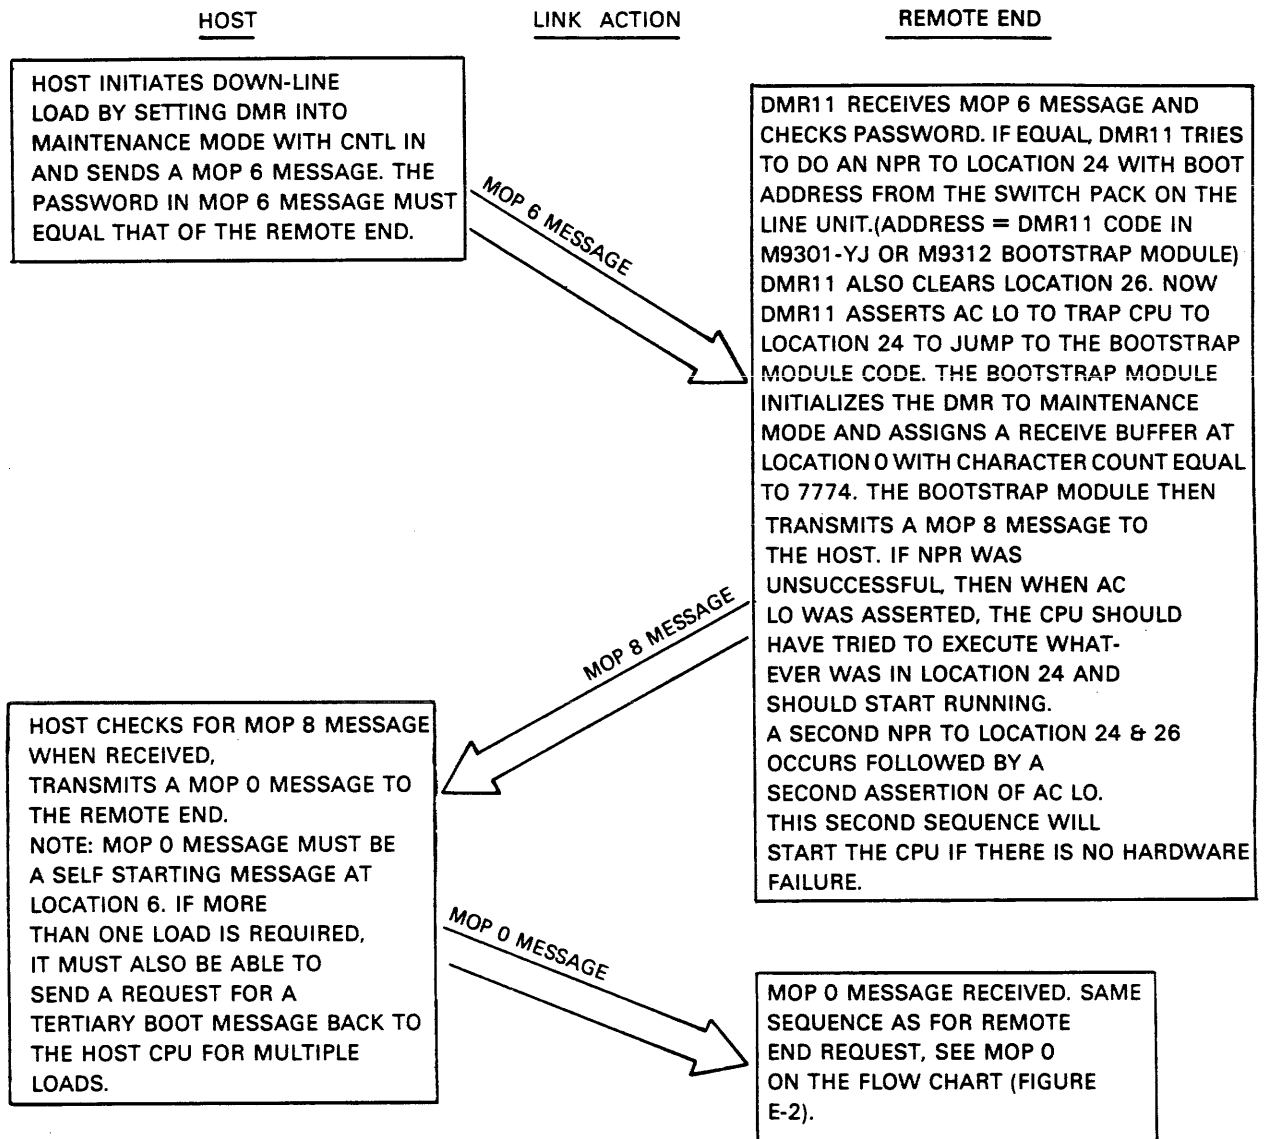 HOST
LINK ACTION
REMOTE END
HOST INITIATES DOWN-LINE
LOAD BY SETTING DMR INTO
MAINTENANCE MODE WITH CNTL IN
AND SENDS A MOP 6 MESSAGE. THE
PASSWORD IN MOP 6 MESSAGE MUST
EQUAL THAT OF THE REMOTE END.
MOP 6 MESSAGE
DMR11 RECEIVES MOP 6 MESSAGE AND
CHECKS PASSWORD. IF EQUAL, DMR11 TRIES
TO DO AN NPR TO LOCATION 24 WITH BOOT
ADDRESS FROM THE SWITCH PACK ON THE
LINE UNIT.(ADDRESS = DMR11 CODE IN
M9301-YJ OR M9312 BOOTSTRAP MODULE)
DMR11 ALSO CLEARS LOCATION 26. NOW
DMR11 ASSERTS AC LO TO TRAP CPU TO
LOCATION 24 TO JUMP TO THE BOOTSTRAP
MODULE CODE. THE BOOTSTRAP MODULE
INITIALIZES THE DMR TO MAINTENANCE
MODE AND ASSIGNS A RECEIVE BUFFER AT
LOCATION 0 WITH CHARACTER COUNT EQUAL
TO 7774. THE BOOTSTRAP MODULE THEN
TRANSMITS A MOP 8 MESSAGE TO
THE HOST. IF NPR WAS
UNSUCCESSFUL, THEN WHEN AC
LO WAS ASSERTED, THE CPU SHOULD
HAVE TRIED TO EXECUTE WHAT-
EVER WAS IN LOCATION 24 AND
SHOULD START RUNNING.
A SECOND NPR TO LOCATION 24 & 26
OCCURS FOLLOWED BY A
SECOND ASSERTION OF AC LO.
THIS SECOND SEQUENCE WILL
START THE CPU IF THERE IS NO HARDWARE
FAILURE.
MOP 8 MESSAGE
HOST CHECKS FOR MOP 8 MESSAGE
WHEN RECEIVED,
TRANSMITS A MOP 0 MESSAGE TO
THE REMOTE END.
NOTE: MOP 0 MESSAGE MUST BE
A SELF STARTING MESSAGE AT
LOCATION 6. IF MORE
THAN ONE LOAD IS REQUIRED,
IT MUST ALSO BE ABLE TO
SEND A REQUEST FOR A
TERTIARY BOOT MESSAGE BACK TO
THE HOST CPU FOR MULTIPLE
LOADS.
MOP 0 MESSAGE
MOP 0 MESSAGE RECEIVED. SAME
SEQUENCE AS FOR REMOTE
END REQUEST, SEE MOP 0
ON THE FLOW CHART (FIGURE
E-2).